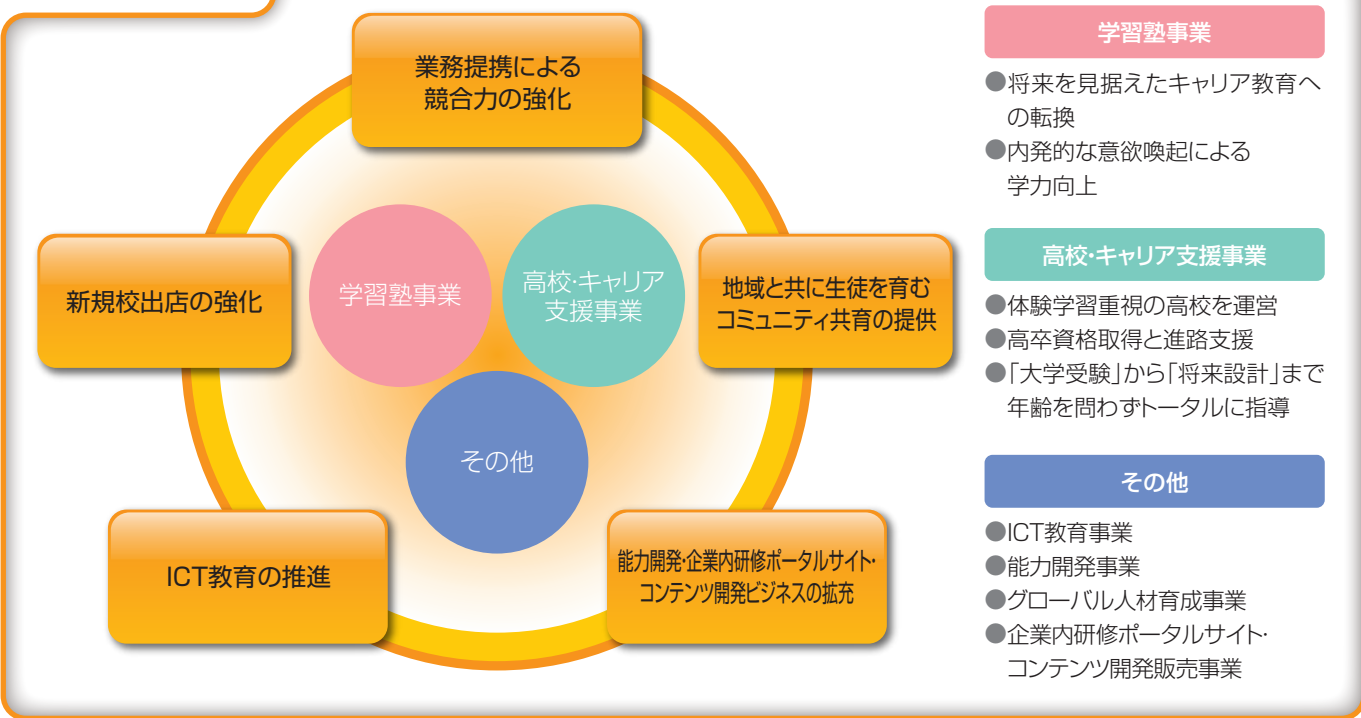 業務提携による
競合力の強化
新規校出店の強化
学習塾事業
高校・キャリア
支援事業
地域と共に生徒を育む
コミュニティ共育の提供
その他
ICT教育の推進
能力開発・企業内研修ポータルサイト・
コンテンツ開発ビジネスの拡充
学習塾事業
●将来を見据えたキャリア教育へ
の転換
●内発的な意欲喚起による
学力向上
高校・キャリア支援事業
●体験学習重視の高校を運営
●高卒資格取得と進路支援
●「大学受験」から「将来設計」まで
年齢を問わずトータルに指導
その他
●ICT教育事業
●能力開発事業
●グローバル人材育成事業
●企業内研修ポータルサイト・
コンテンツ開発販売事業